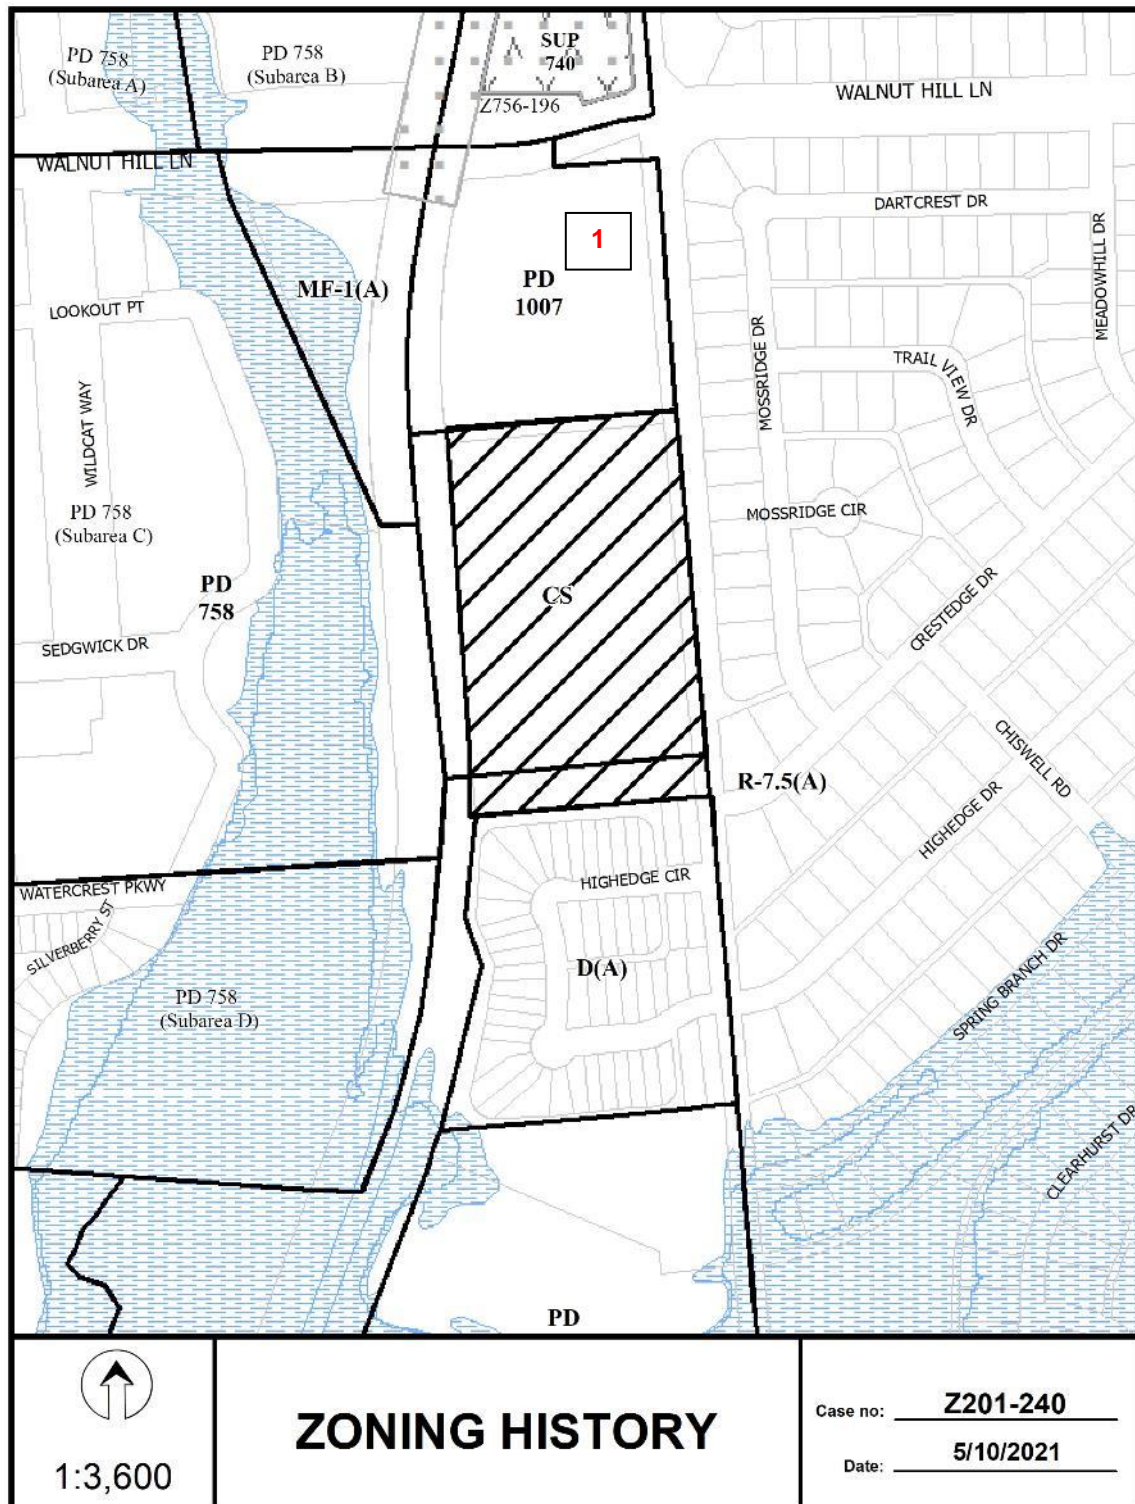 PD 758
(Subarea A)
PD 758
(Subarea B)
SUP
740
Z756-196
WALNUT HILL LN
WALNUT HILL LN
DARTCREST DR
1
PD
1007
MF-1(A)
LOOKOUT PT
MEADOWHILL DR
MOSSRIDGE DR
TRAIL VIEW DR
WILDCAT WAY
PD 758
(Subarea C)
MOSSRIDGE CIR
PD
758
CS
CRESTEDGE DR
SEDGWICK DR
CHISWELL RD
R-7.5(A)
HIGHEDGE DR
WATERCREST PKWY
HIGHEDGE CIR
SILVERBERRY ST
D(A)
SPRING BRANCH DR
PD 758
(Subarea D)
CLEARHURST DR
PD
1:3,600
ZONING HISTORY
Case no: Z201-240
Date: 5/10/2021